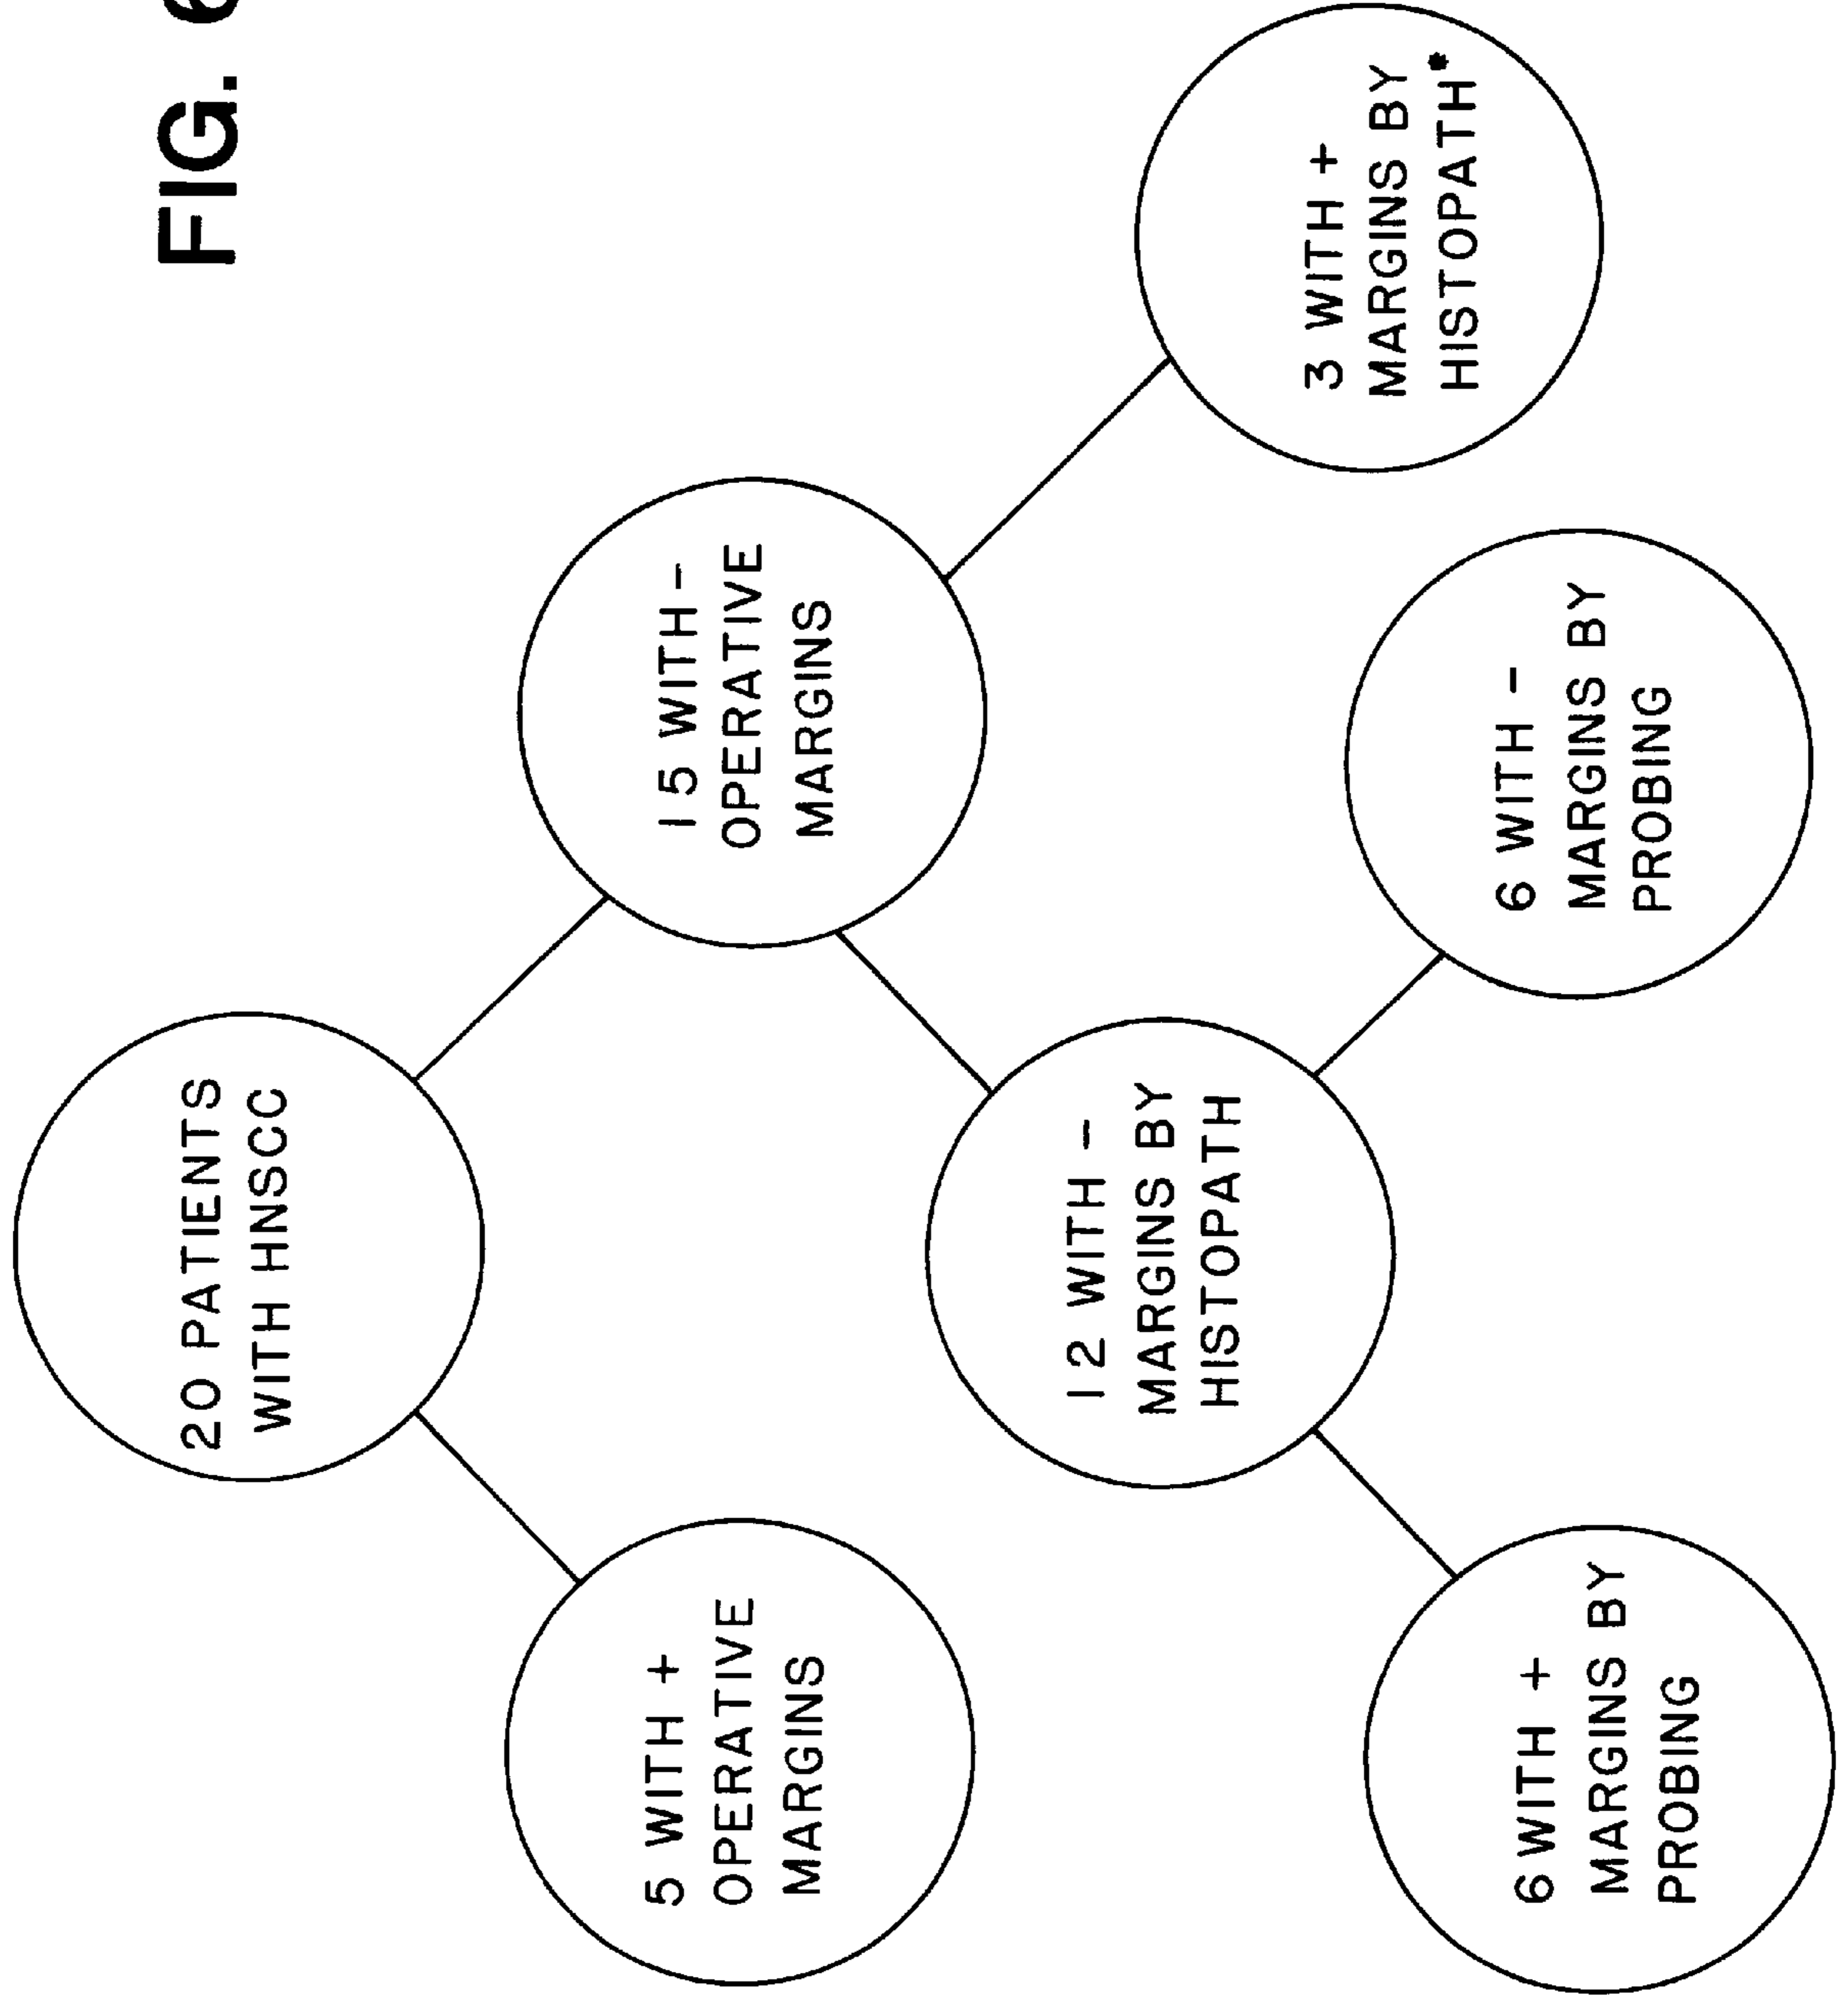 FIG. 6
20 PATIENTS
WITH HNSCC
5 WITH +
OPERATIVE
MARGINS
15 WITH -
OPERATIVE
MARGINS
12 WITH -
MARGINS BY
HISTOPATH
3 WITH +
MARGINS BY
HISTOPATH*
6 WITH +
MARGINS BY
PROBING
6 WITH -
MARGINS BY
PROBING